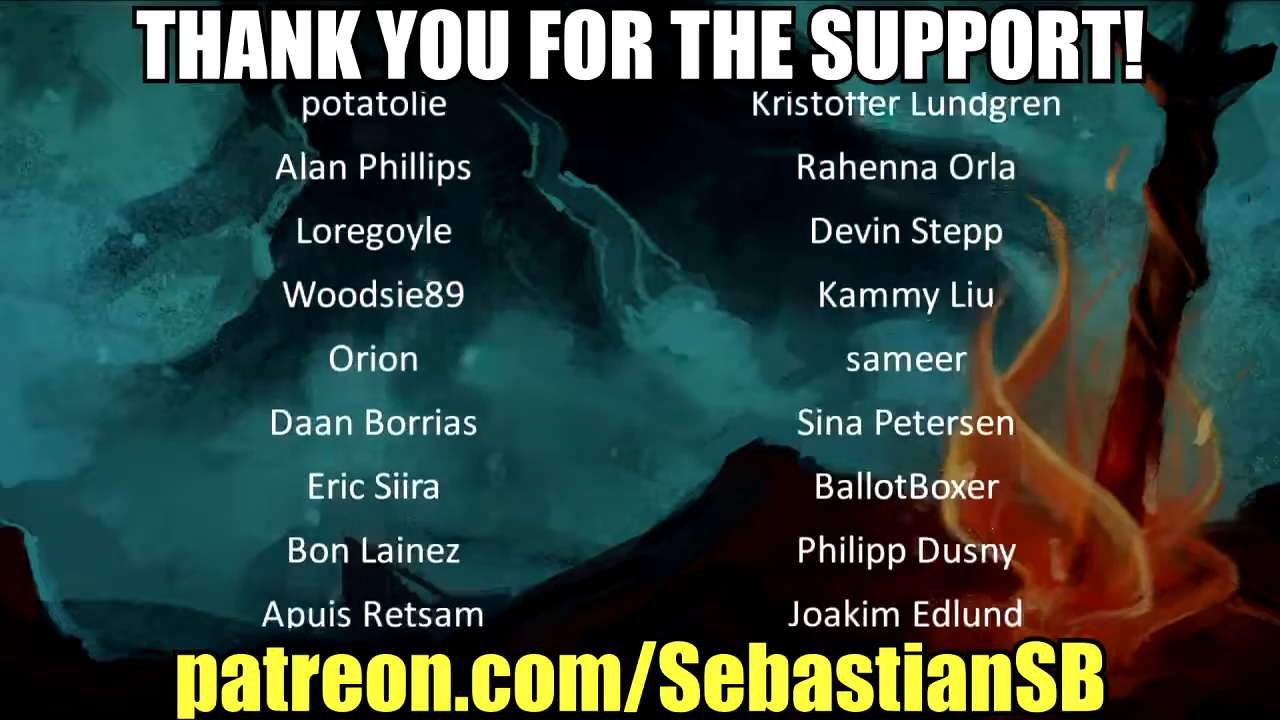 THANK YOU FOR THE SUPPORT!
potatolie Kristoffer Lundgren
Alan Phillips Rahenna Orla
Loregoyle Devin Stepp
Woodsie89 Kammy Liu
Orion sameer
Daan Borrias Sina Petersen
Eric Siira BallotBoxer
Bon Lainez Philipp Dusny
Apuis Retsam Joakim Edlund
patreon.com/SebastianSB